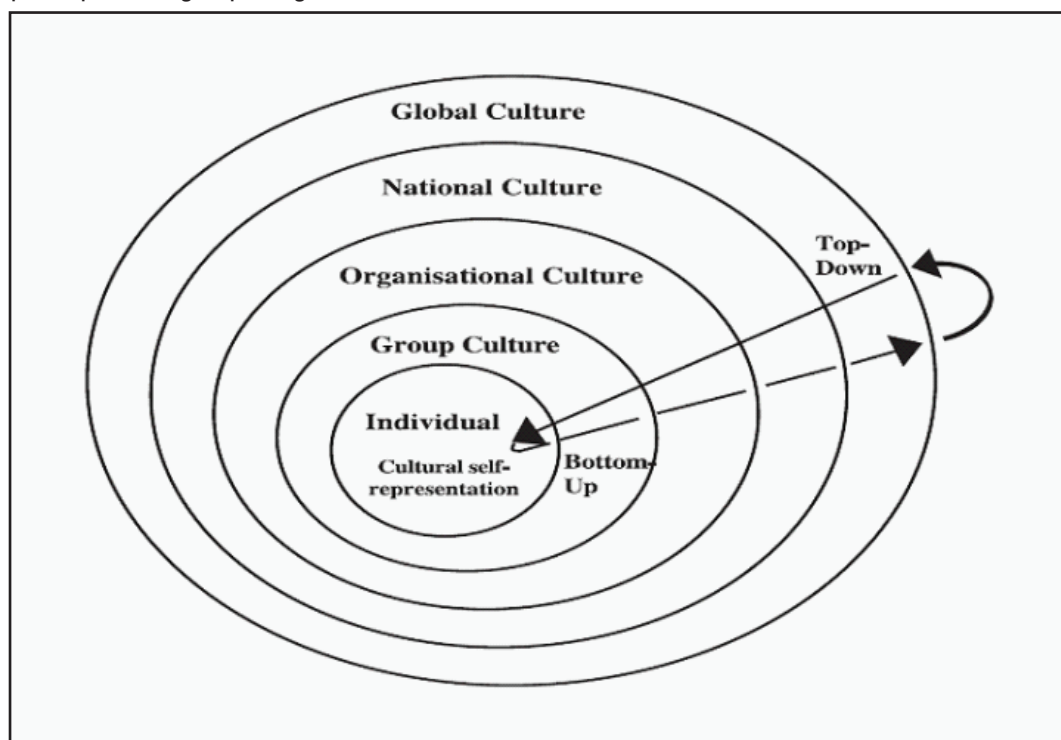 Global Culture
National Culture
Top-
Down
Organisational Culture
Group Culture
Individual
Cultural self-
representation
Bottom-
Up